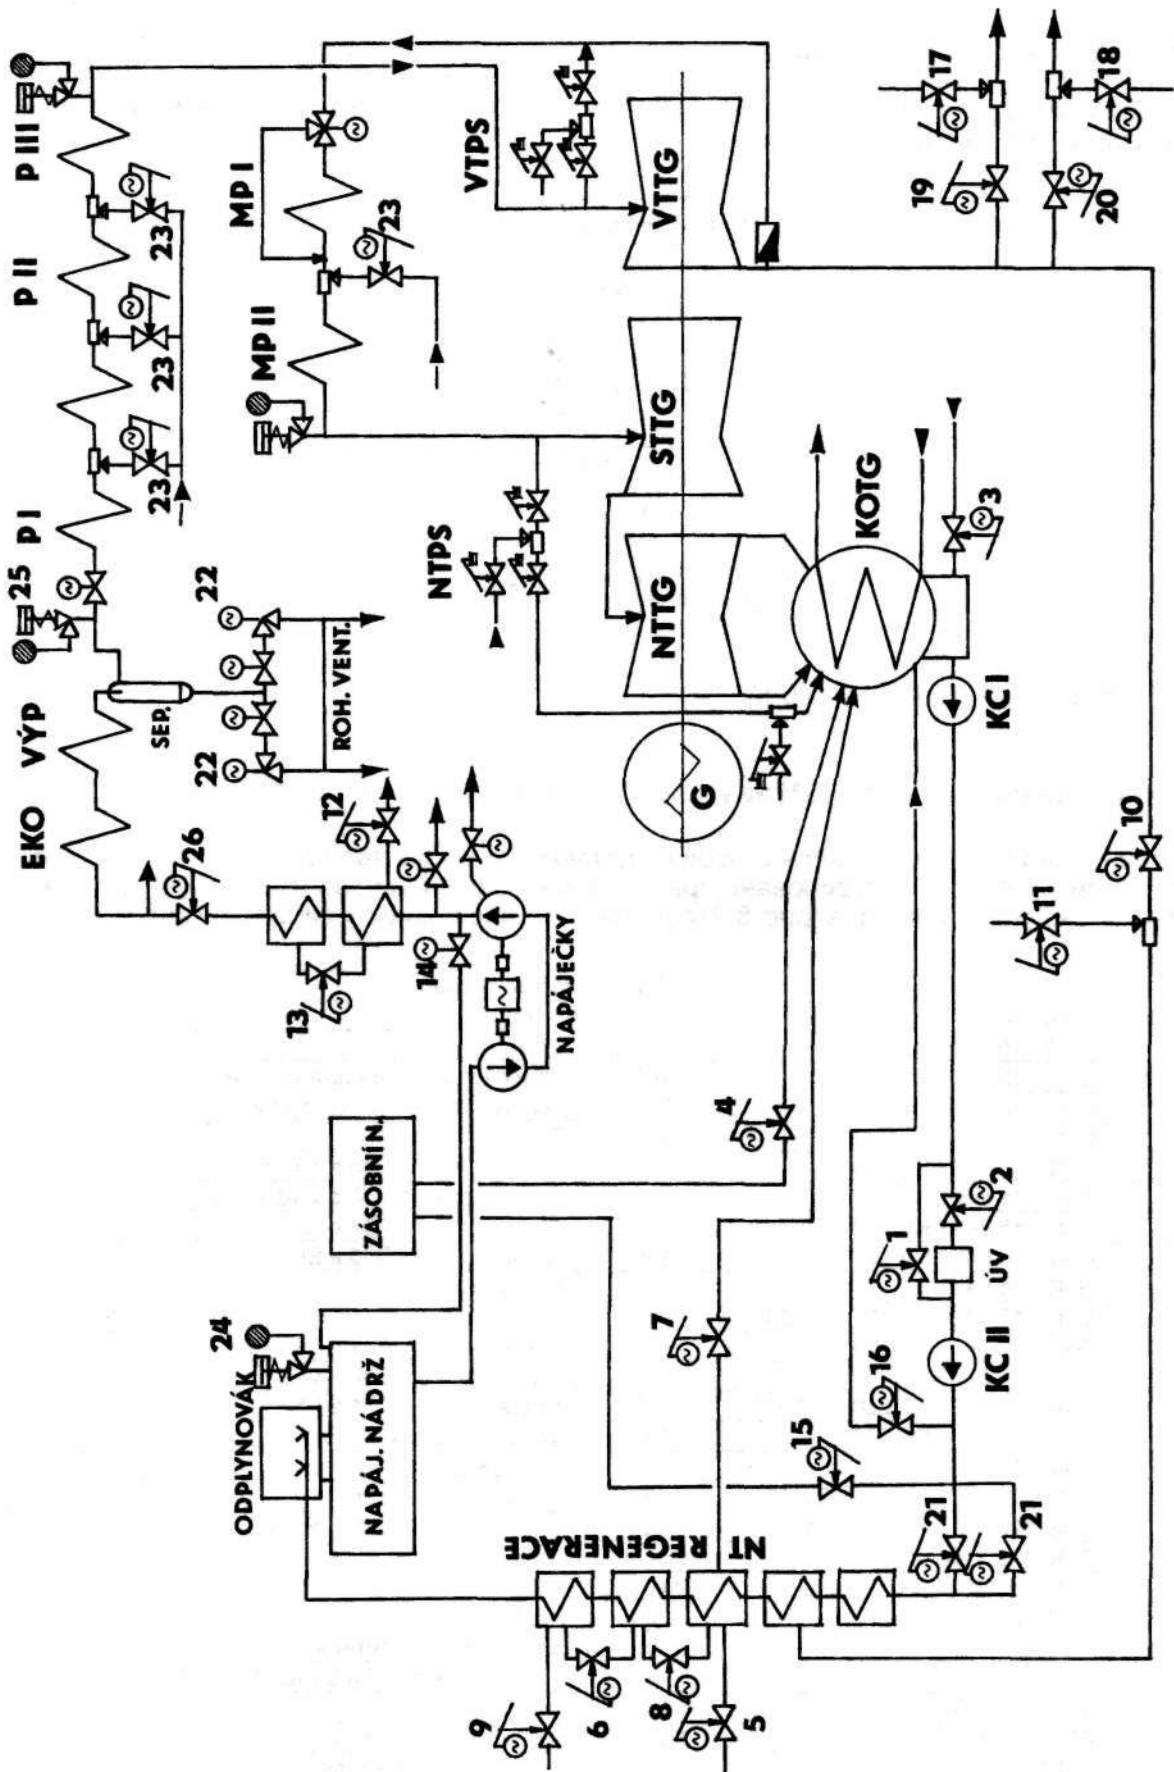 EKO
VÝP
25
P I
P II
P III
SEP.
23
23
23
26
22
22
ODPLYNOVÁK
24
MP II
MP I
13
12
ROH. VENT.
NAPÁJ. NÁDRŽ
ZÁSOBNÍ N.
14
23
NTPS
VTPS
9
NT REGENERACE
NAPÁJEČKY
6
8
7
NTTG
STTG
VTTG
G
4
5
15
KOTG
16
1
19
17
21
21
KC II
ÚV
2
KC I
3
11
10
20
18